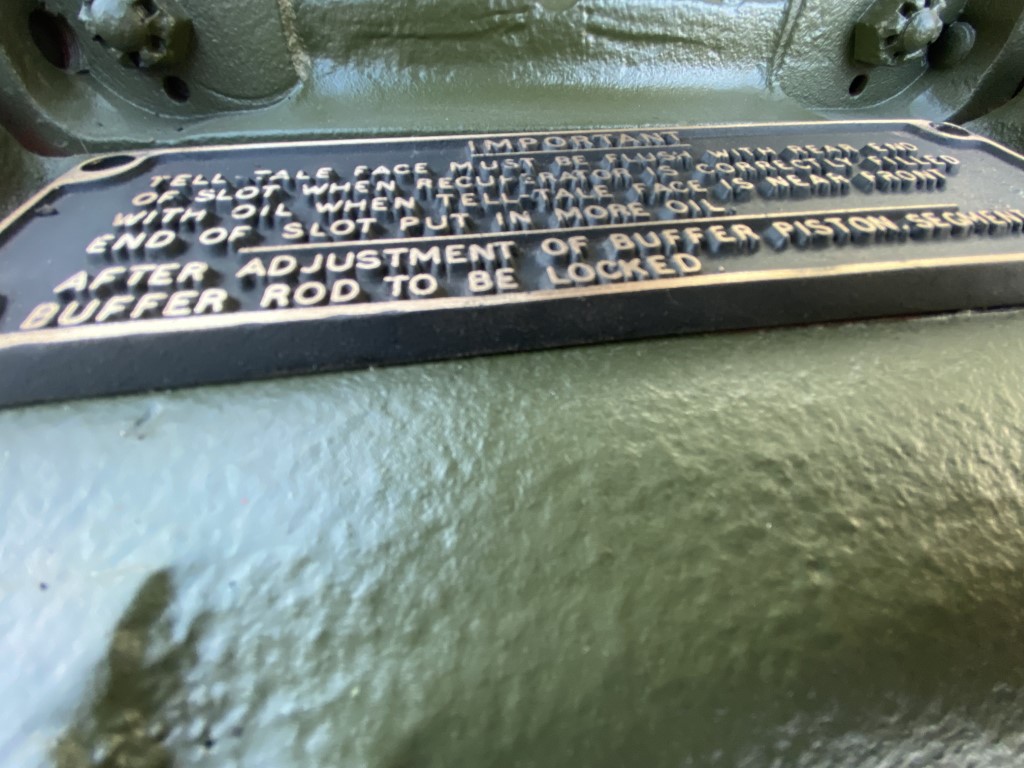 IMPORTANT
TELL-TALE FACE MUST BE FLUSH WITH REAR END
OF SLOT WHEN RECUPERATOR IS CORRECTLY FILLED
WITH OIL. WHEN TELL-TALE FACE IS NEAR FRONT
END OF SLOT PUT IN MORE OIL.
AFTER ADJUSTMENT OF BUFFER PISTON, SEGMENT
BUFFER ROD TO BE LOCKED